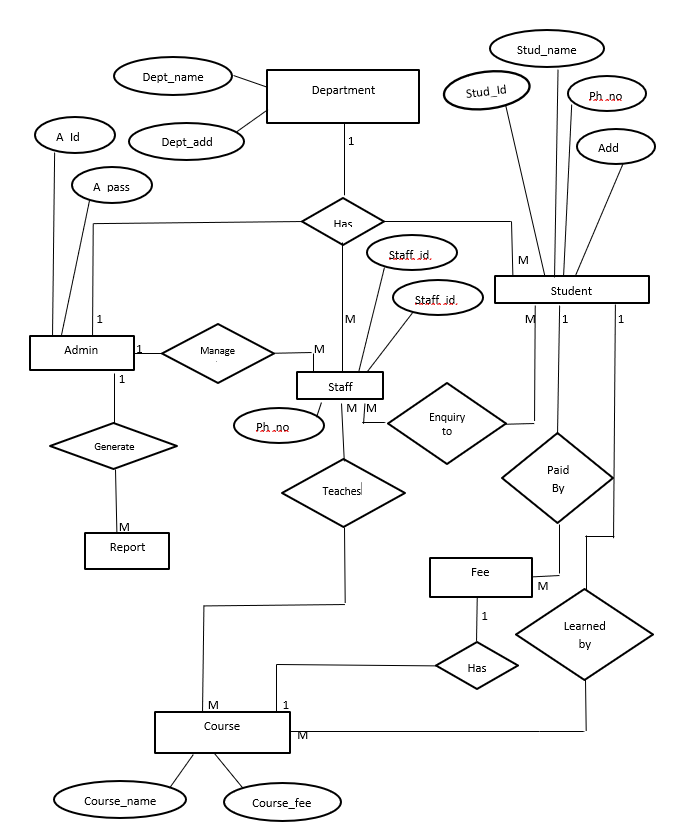 Stud_name
Dept_name
Department
Stud_Id
Ph_no
A_Id
Dept_add
1
Add
A_pass
Has
Staff_id
M
Student
Staff_id
1
M
M
1
1
Admin
1
Manage
M
1
Staff
M
M
Ph_no
Enquiry
to
Generate
Paid
By
Teaches
M
Report
Fee
M
1
Learned
by
Has
M
1
Course
M
Course_name
Course_fee